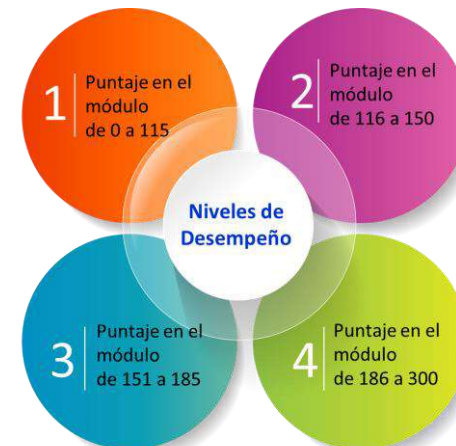 1
Puntaje en el
módulo
de 0 a 115
2
Puntaje en el
módulo
de 116 a 150
Niveles de
Desempeño
3
Puntaje en el
módulo
de 151 a 185
4
Puntaje en el
módulo
de 186 a 300